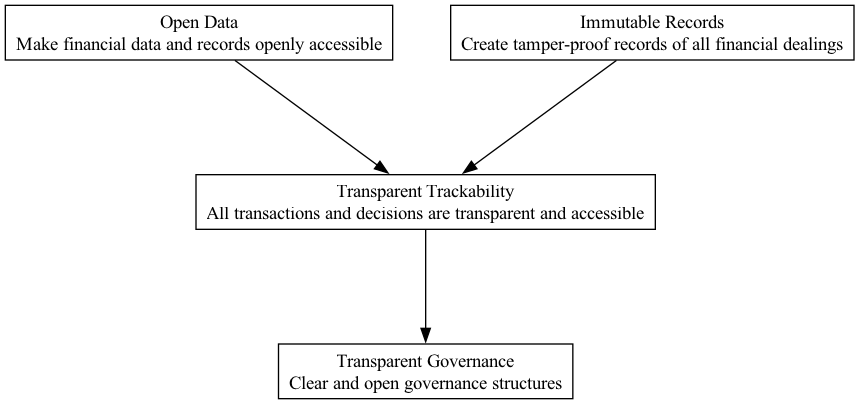 Open Data
Make financial data and records openly accessible
Immutable Records
Create tamper-proof records of all financial dealings
Transparent Trackability
All transactions and decisions are transparent and accessible
Transparent Governance
Clear and open governance structures